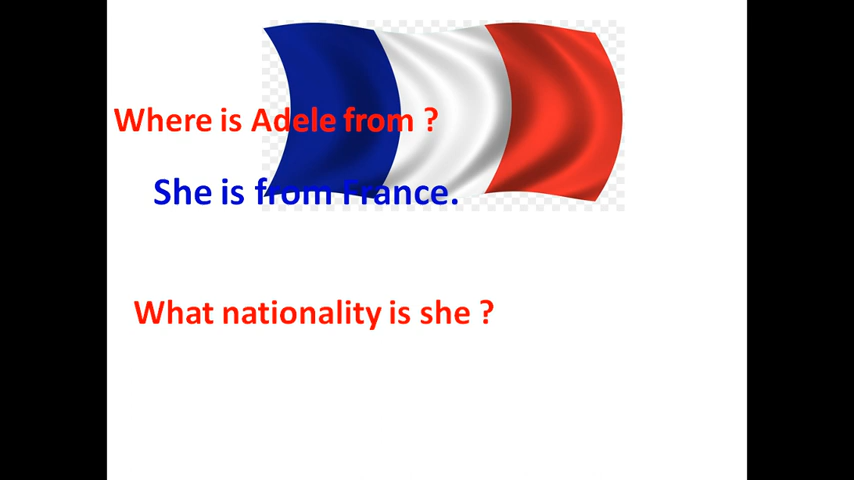 Where is Adele from ?
She is from France.
What nationality is she ?